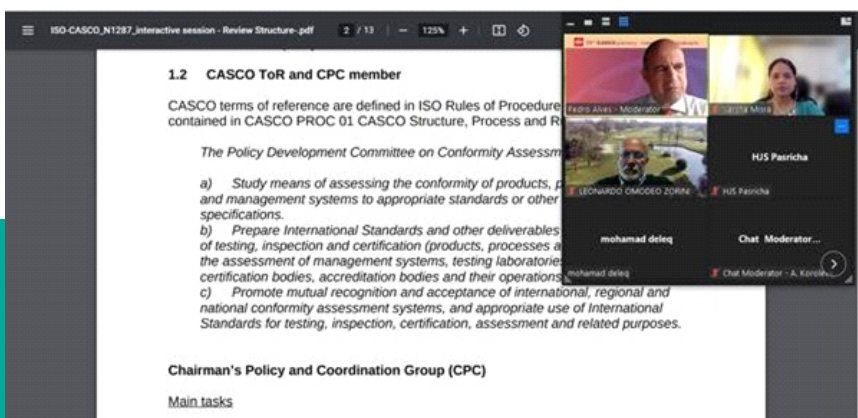 ISO-CASCO_N1287_interactive session - Review Structure-.pdf
2 / 13
125%
1.2 CASCO ToR and CPC member
CASCO terms of reference are defined in ISO Rules of Procedure
contained in CASCO PROC 01 CASCO Structure, Process and
The Policy Development Committee on Conformity
a) Study means of assessing the conformity of products,
and management systems to appropriate standards or other
specifications.
b) Prepare International Standards and other deliverables
of testing, inspection and certification (products, processes
the assessment of management systems, testing
certification bodies, accreditation bodies and their operations
c) Promote mutual recognition and acceptance of international, regional and
national conformity assessment systems, and appropriate use of International
Standards for testing, inspection, certification, assessment and related purposes.
Chairman's Policy and Coordination Group (CPC)
Main tasks
Pedro Alves - Moderator
LEONARDO OMODEO ZORINI
HJS Pasricha
HJS Pasricha
mohamad deleq
mohamad deleq
Chat Moderator...
Chat Moderator - A.